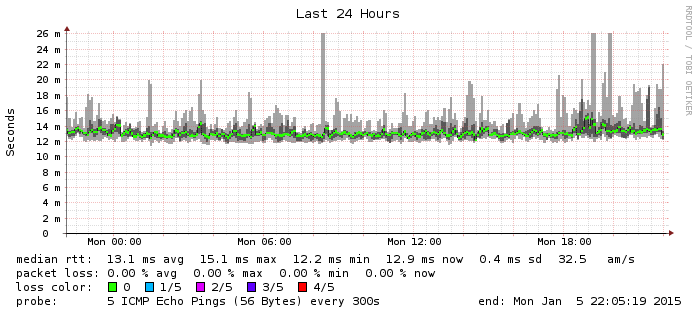 Last 24 Hours
RRDTOOL / TOBI OETIKER
Seconds
26 m
24 m
22 m
20 m
18 m
16 m
14 m
12 m
10 m
8 m
6 m
4 m
2 m
0
Mon 00:00 Mon 06:00 Mon 12:00 Mon 18:00
median rtt: 13.1 ms avg 15.1 ms max 12.2 ms min 12.9 ms now 0.4 ms sd 32.5 am/s
packet loss: 0.00 % avg 0.00 % max 0.00 % min 0.00 % now
loss color: 0 1/5 2/5 3/5 4/5
probe: 5 ICMP Echo Pings (56 Bytes) every 300s end: Mon Jan 5 22:05:19 2015